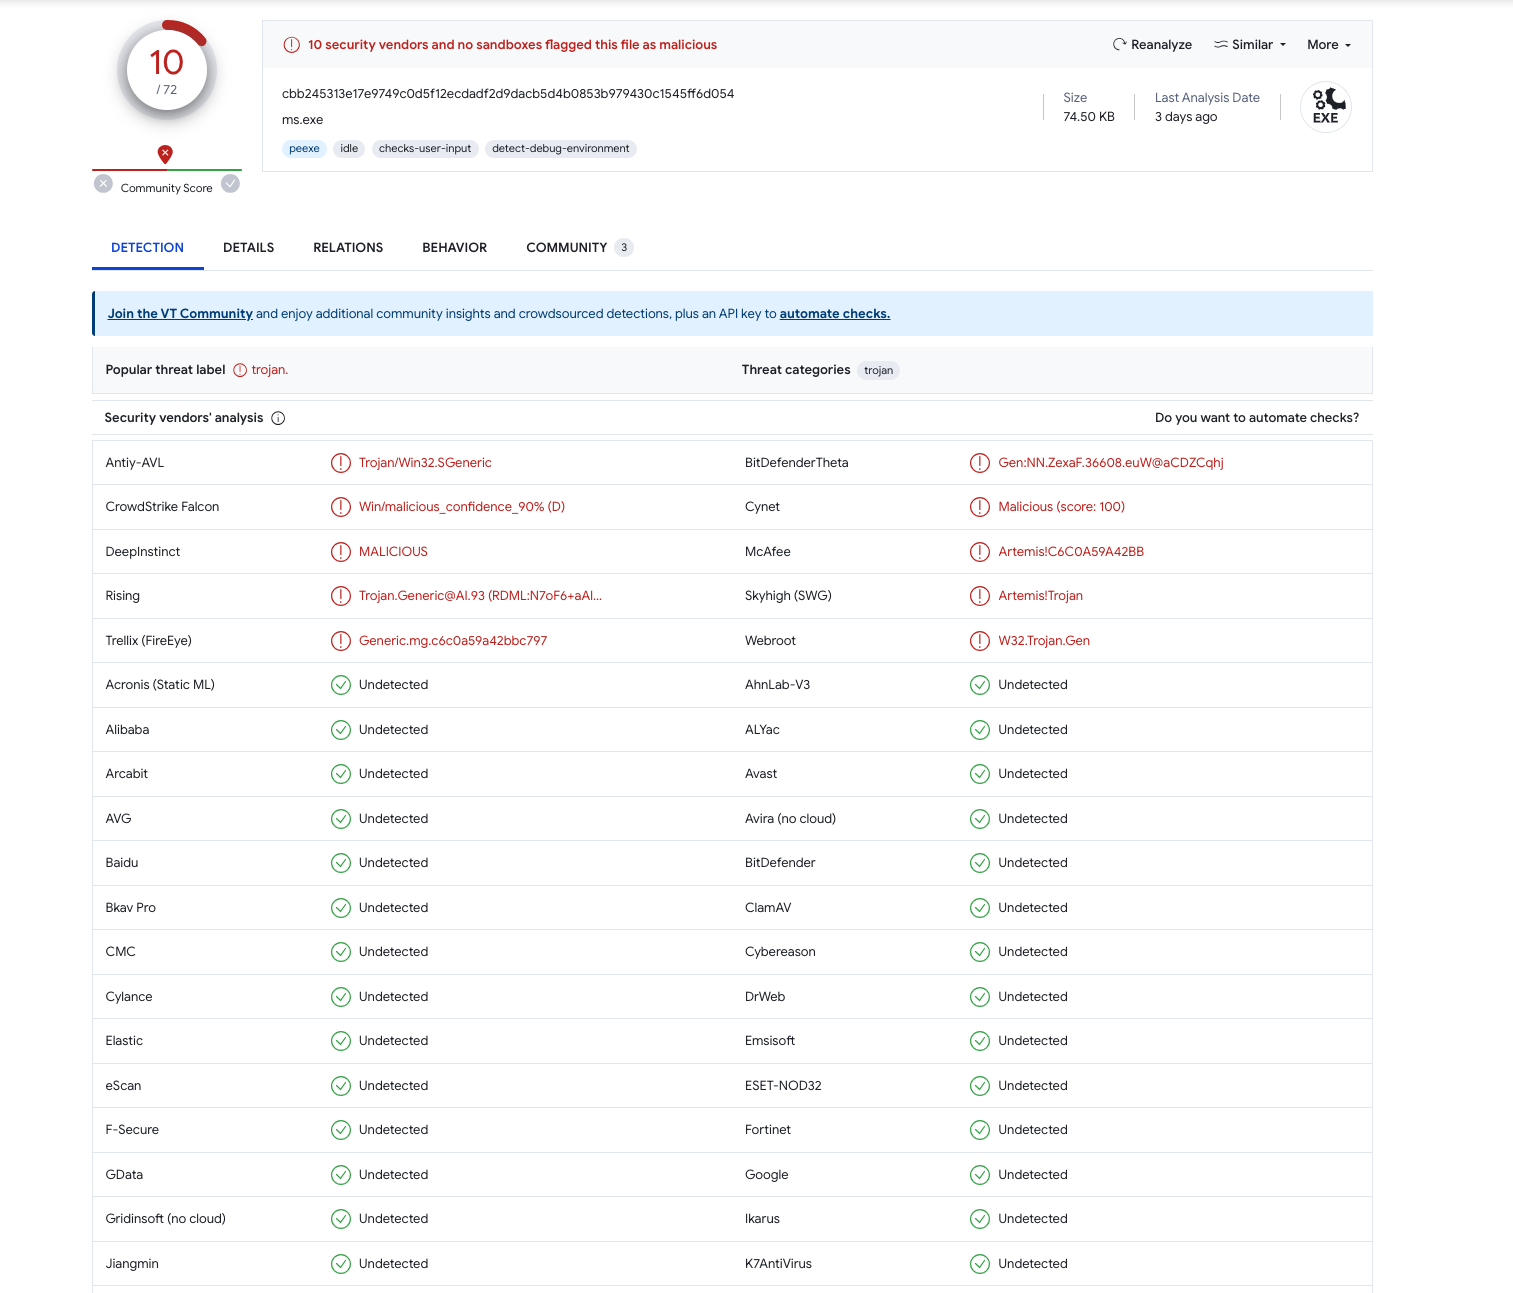 10
/ 72
Community Score
10 security vendors and no sandboxes flagged this file as malicious
Reanalyze
Similar
More
cbb245313e17e9749c0d5f12ecdadf2d9dacb5d4b0853b979430c1545ff6d054
ms.exe
peexe idle checks-user-input detect-debug-environment
Size
74.50 KB
Last Analysis Date
3 days ago
EXE
DETECTION DETAILS RELATIONS BEHAVIOR COMMUNITY 3
Join the VT Community and enjoy additional community insights and crowdsourced detections, plus an API key to automate checks.
Popular threat label trojan. Threat categories trojan
Security vendors' analysis Do you want to automate checks?
Antiy-AVL Trojan/Win32.SGeneric BitDefenderTheta Gen:NN.ZexaF.36608.euW@aCDZCqhj
CrowdStrike Falcon Win/malicious_confidence_90% (D) Cynet Malicious (score: 100)
DeepInstinct MALICIOUS McAfee Artemis!C6C0A59A42BB
Rising Trojan.Generic@AI.93 (RDML:N7oF6+aAl... Skyhigh (SWG) Artemis!Trojan
Trellix (FireEye) Generic.mg.c6c0a59a42bbc797 Webroot W32.Trojan.Gen
Acronis (Static ML) Undetected AhnLab-V3 Undetected
Alibaba Undetected ALYac Undetected
Arcabit Undetected Avast Undetected
AVG Undetected Avira (no cloud) Undetected
Baidu Undetected BitDefender Undetected
Bkav Pro Undetected ClamAV Undetected
CMC Undetected Cybereason Undetected
Cylance Undetected DrWeb Undetected
Elastic Undetected Emsisoft Undetected
eScan Undetected ESET-NOD32 Undetected
F-Secure Undetected Fortinet Undetected
GData Undetected Google Undetected
Gridinsoft (no cloud) Undetected Ikarus Undetected
Jiangmin Undetected K7AntiVirus Undetected